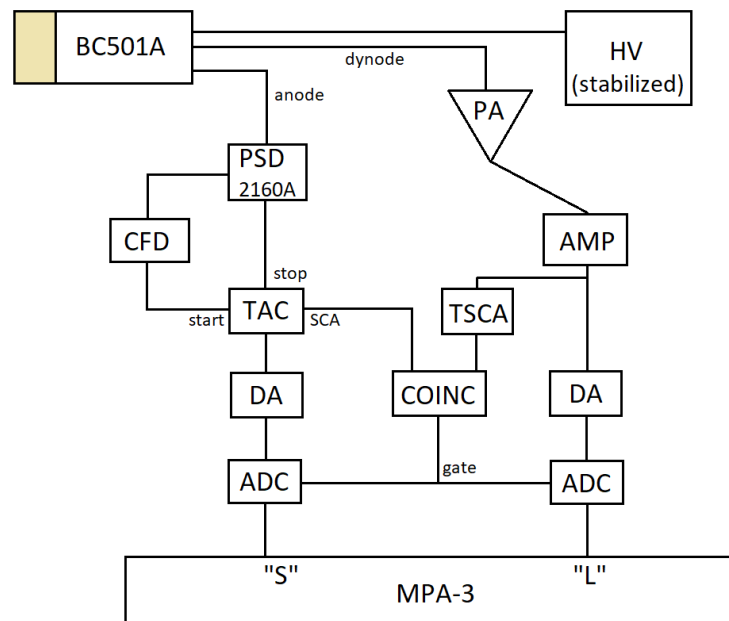 BC501A
HV
(stabilized)
dynode
anode
PA
PSD
2160A
CFD
AMP
stop
start
TAC
SCA
TSCA
DA
COINC
DA
ADC
gate
ADC
"S"
"L"
MPA-3